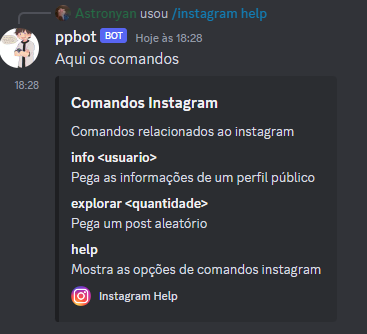 Astronyan usou /instagram help
ppbot BOT Hoje às 18:28
Aqui os comandos
18:28
Comandos Instagram
Comandos relacionados ao instagram
info <usuario>
Pega as informações de um perfil público
explorar <quantidade>
Pega um post aleatório
help
Mostra as opções de comandos instagram
Instagram Help